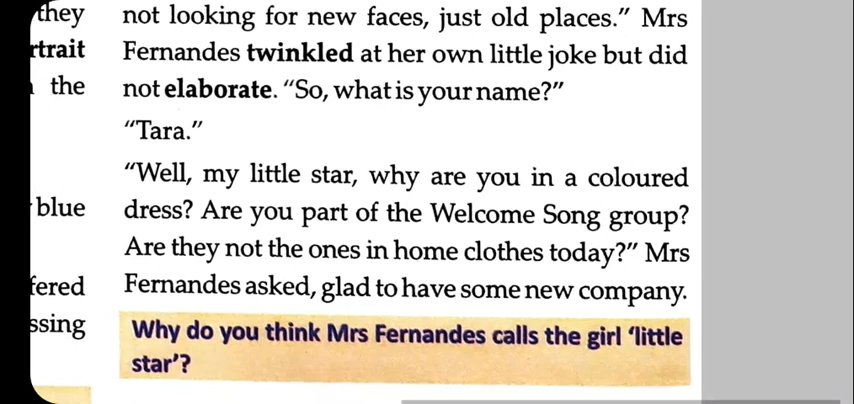 they
rtrait
the
blue
fered
ssing
not looking for new faces, just old places.” Mrs
Fernandes twinkled at her own little joke but did
not elaborate. “So, what is your name?”
“Tara.”
“Well, my little star, why are you in a coloured
dress? Are you part of the Welcome Song group?
Are they not the ones in home clothes today?” Mrs
Fernandes asked, glad to have some new company.
Why do you think Mrs Fernandes calls the girl ‘little
star’?